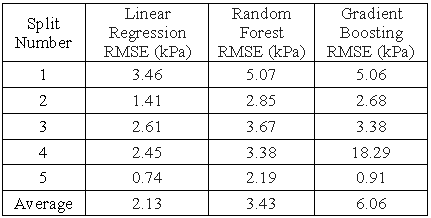 Split Number Linear Regression RMSE (kPa) Random Forest RMSE (kPa) Gradient Boosting RMSE (kPa)
1 3.46 5.07 5.06
2 1.41 2.85 2.68
3 2.61 3.67 3.38
4 2.45 3.38 18.29
5 0.74 2.19 0.91
Average 2.13 3.43 6.06